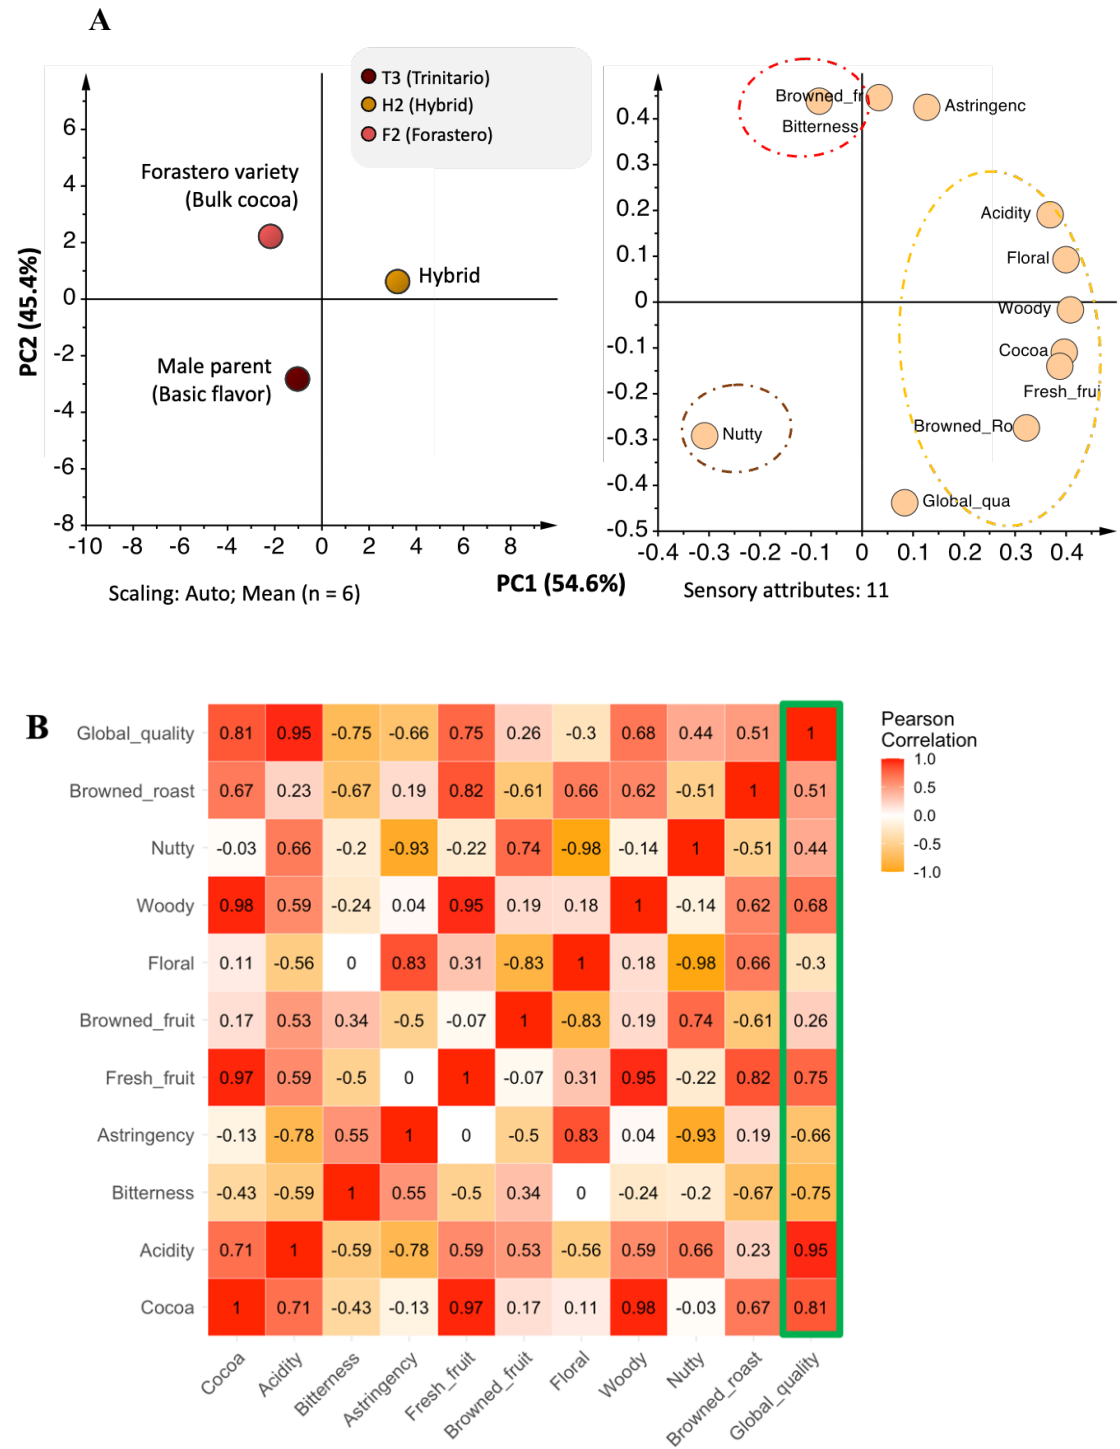 A
T3 (Trinitario)
H2 (Hybrid)
F2 (Forastero)
6
4
2
0
-2
-4
-6
-8
-10 -8 -6 -4 -2 0 2 4 6 8
PC2 (45.4%)
Forastero variety
(Bulk cocoa)
Hybrid
Male parent
(Basic flavor)
Scaling: Auto; Mean (n = 6)
PC1 (54.6%)
0.4
0.3
0.2
0.1
0
-0.1
-0.2
-0.3
-0.4
-0.5
-0.4 -0.3 -0.2 -0.1 0 0.1 0.2 0.3 0.4
Browned_fr
Astringenc
Bitterness
Acidity
Floral
Woody
Cocoa
Fresh_frui
Browned_Ro
Nutty
Global_qua
Sensory attributes: 11
B
Global_quality 0.81 0.95 -0.75 -0.66 0.75 0.26 -0.3 0.68 0.44 0.51 1
Browned_roast 0.67 0.23 -0.67 0.19 0.82 -0.61 0.66 0.62 -0.51 1 0.51
Nutty -0.03 0.66 -0.2 -0.93 -0.22 0.74 -0.98 -0.14 1 -0.51 0.44
Woody 0.98 0.59 -0.24 0.04 0.95 0.19 0.18 1 -0.14 0.62 0.68
Floral 0.11 -0.56 0 0.83 0.31 -0.83 1 0.18 -0.98 0.66 -0.3
Browned_fruit 0.17 0.53 0.34 -0.5 -0.07 1 -0.83 0.19 0.74 -0.61 0.26
Fresh_fruit 0.97 0.59 -0.5 0 1 -0.07 0.31 0.95 -0.22 0.82 0.75
Astringency -0.13 -0.78 0.55 1 0 -0.5 0.83 0.04 -0.93 0.19 -0.66
Bitterness -0.43 -0.59 1 0.55 -0.5 0.34 0 -0.24 -0.2 -0.67 -0.75
Acidity 0.71 1 -0.59 -0.78 0.59 0.53 -0.56 0.59 0.66 0.23 0.95
Cocoa 1 0.71 -0.43 -0.13 0.97 0.17 0.11 0.98 -0.03 0.67 0.81
Cocoa Acidity Bitterness Astringency Fresh_fruit Browned_fruit Floral Woody Nutty Browned_roast Global_quality
Pearson
Correlation
1.0
0.5
0.0
-0.5
-1.0